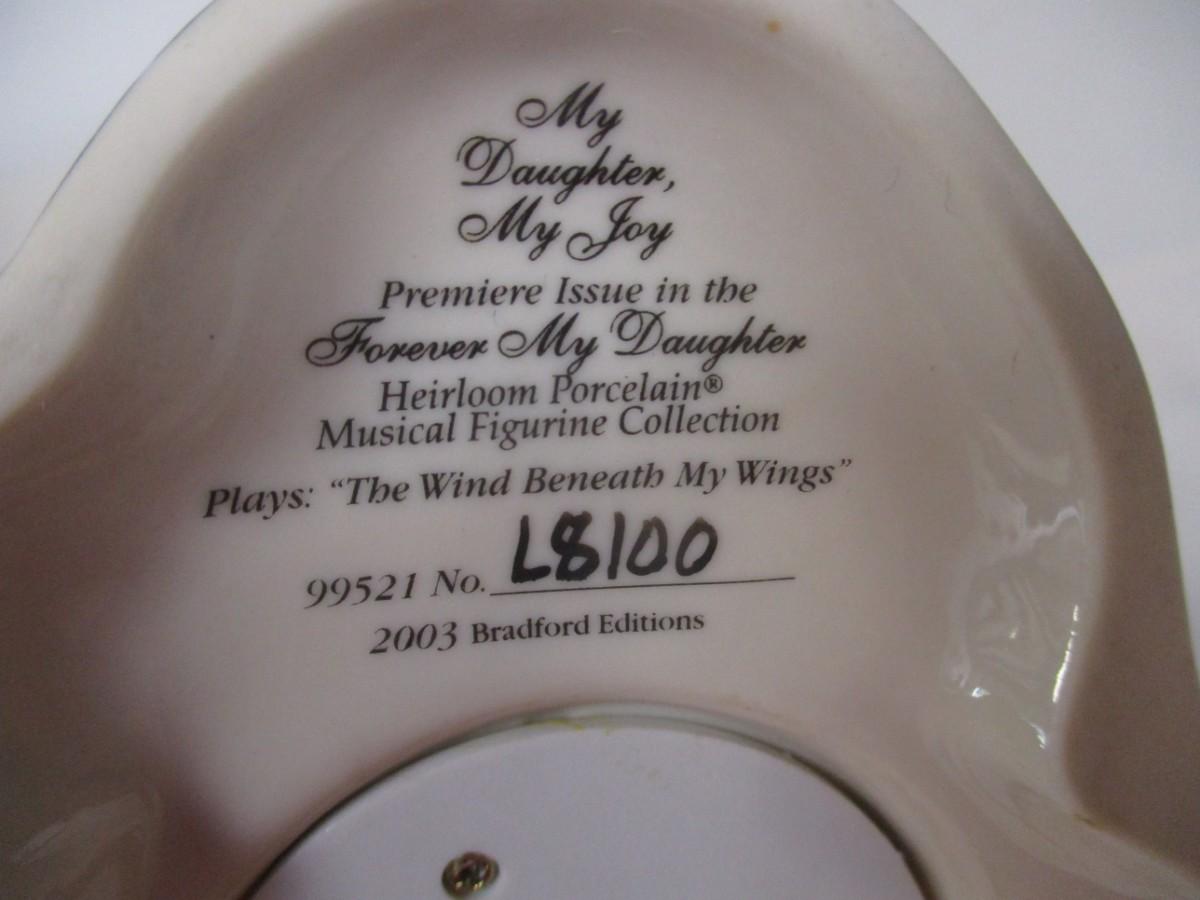 My
Daughter,
My Joy
Premiere Issue in the
Forever My Daughter
Heirloom Porcelain®
Musical Figurine Collection
Plays: “The Wind Beneath My Wings”
99521 No. L8100
2003 Bradford Editions